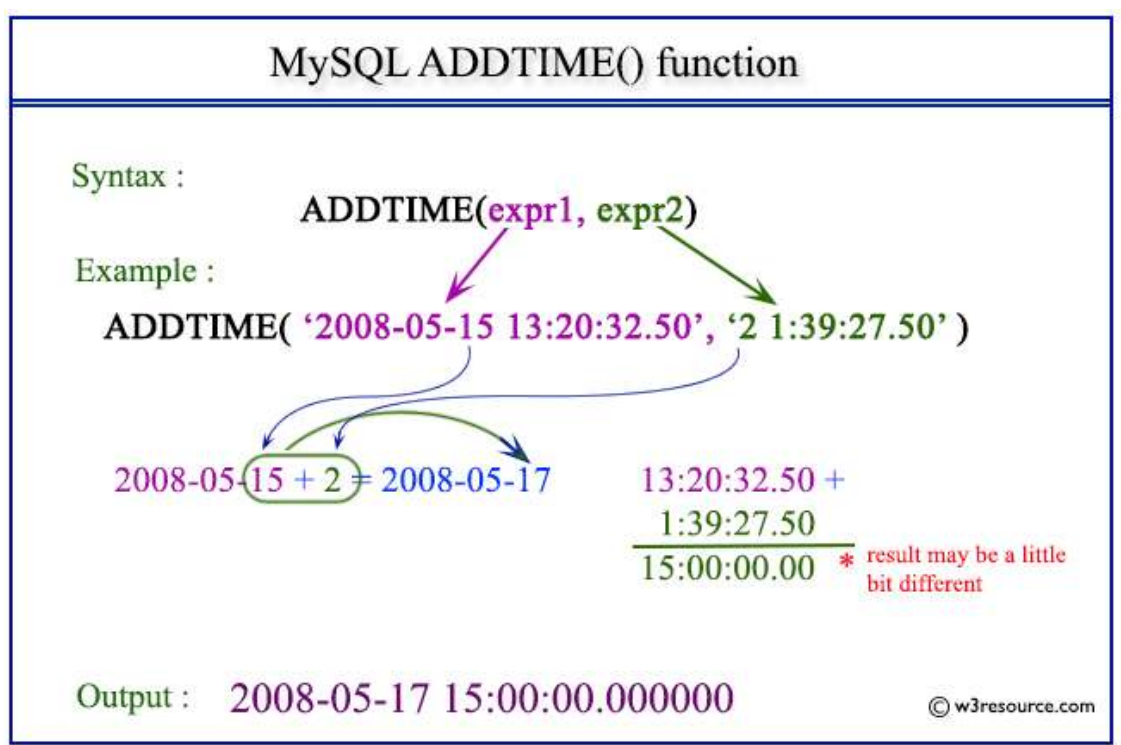 MySQL ADDTIME() function
Syntax :
ADDTIME(expr1, expr2)
Example :
ADDTIME( ‘2008-05-15 13:20:32.50’, ‘2 1:39:27.50’ )
2008-05-15 + 2 = 2008-05-17
13:20:32.50 +
1:39:27.50
15:00:00.00
* result may be a little
bit different
Output : 2008-05-17 15:00:00.000000
© w3resource.com